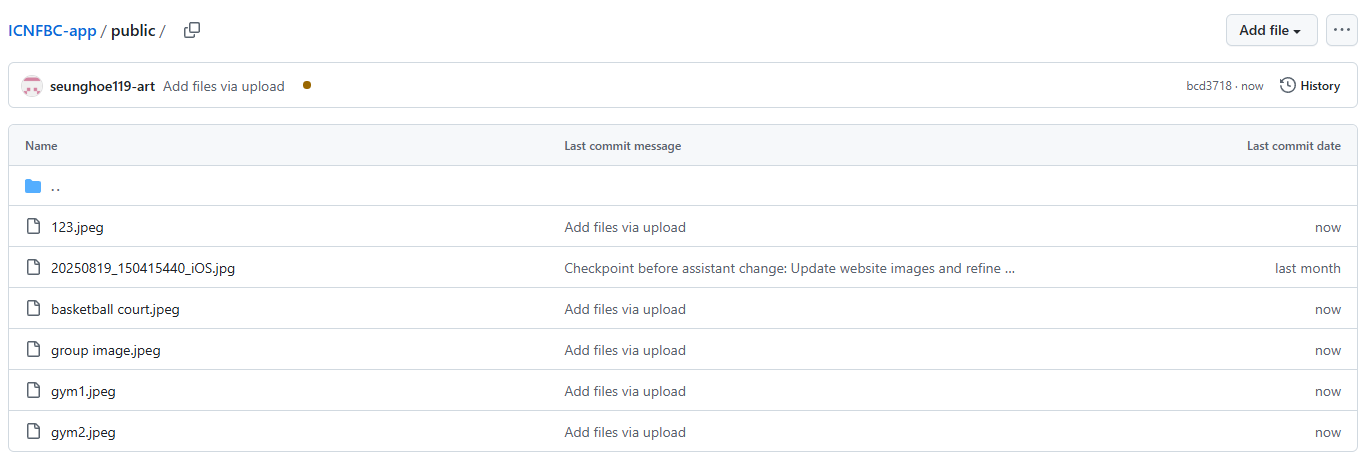 ICNFBC-app / public /
Add file
seunghoe119-art Add files via upload
bcd3718 · now
History
Name Last commit message Last commit date
..
123.jpeg Add files via upload now
20250819_150415440_iOS.jpg Checkpoint before assistant change: Update website images and refine ... last month
basketball court.jpeg Add files via upload now
group image.jpeg Add files via upload now
gym1.jpeg Add files via upload now
gym2.jpeg Add files via upload now